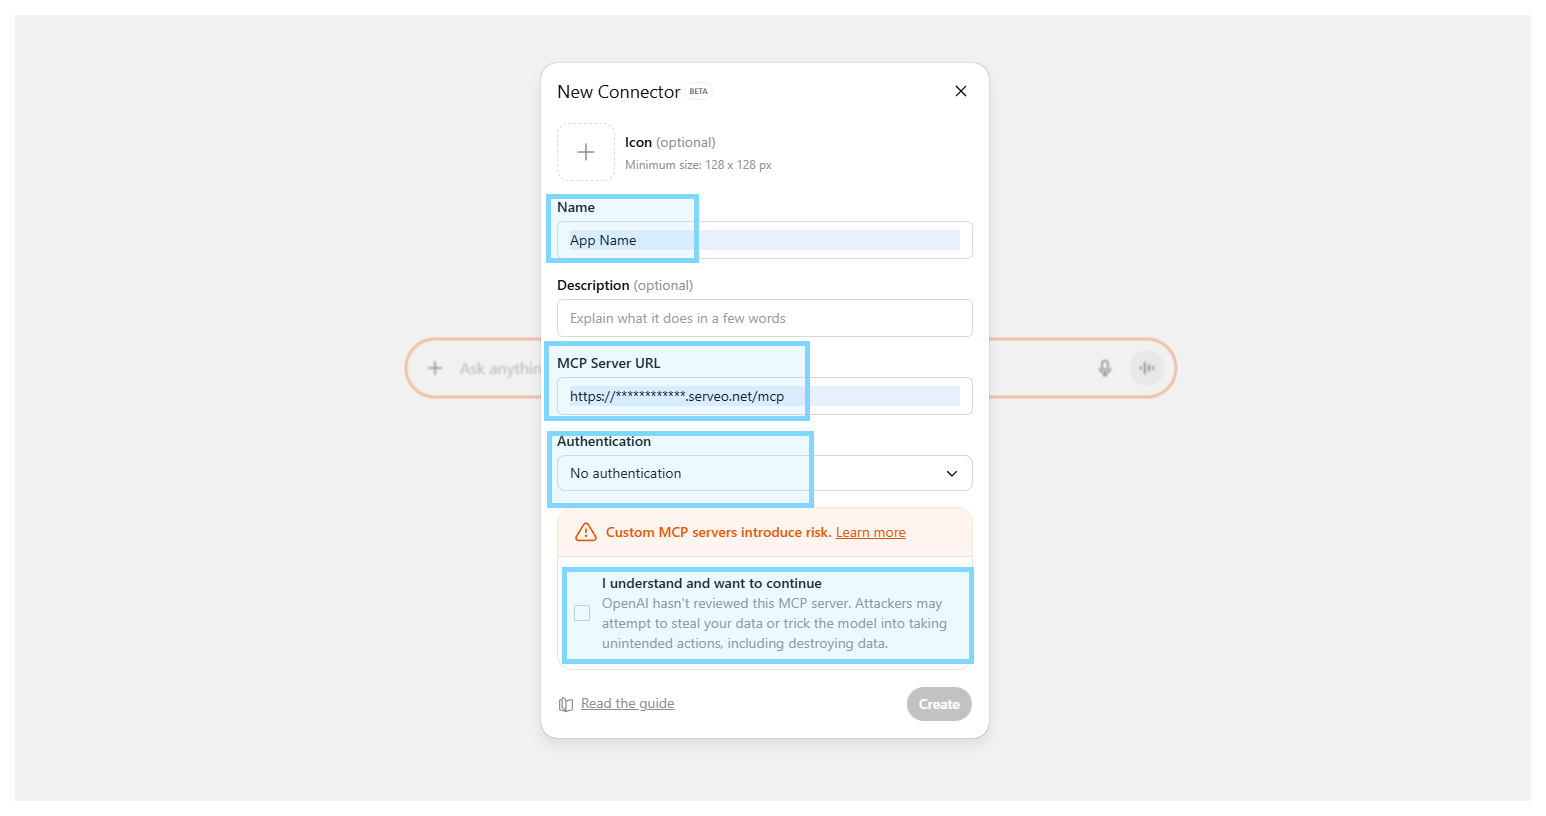 New Connector BETA
Icon (optional)
Minimum size: 128 x 128 px
Name
App Name
Description (optional)
Explain what it does in a few words
MCP Server URL
https://************.serveo.net/mcp
Ask anythin
Authentication
No authentication
Custom MCP servers introduce risk. Learn more
I understand and want to continue
OpenAI hasn't reviewed this MCP server. Attackers may
attempt to steal your data or trick the model into taking
unintended actions, including destroying data.
Read the guide
Create